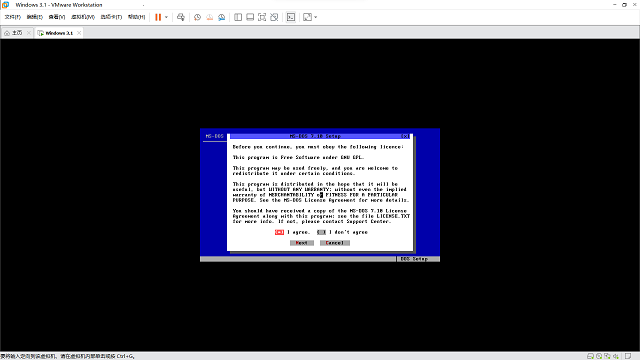 Windows 3.1 - VMware Workstation
文件(F) 编辑(E) 查看(V) 虚拟机(M) 选项卡(T) 帮助(H)
主页 Windows 3.1
MS-DOS
MS-DOS 7.10 Setup
Before you continue, you must obey the following licence:
This program is Free Software under GNU GPL.
This program may be used freely, and you are welcome to
redistribute it under certain conditions.
This program is distributed in the hope that it will be
useful, but WITHOUT ANY WARRANTY; without even the implied
warranty of MERCHANTABILITY or FITNESS FOR A PARTICULAR
PURPOSE. See the MS-DOS License Agreement for more details.
You should have received a copy of the MS-DOS 7.10 License
Agreement along with this program; see the file LICENSE.TXT
for more info. If not, please contact Support Center.
I agree. I don't agree
Next Cancel
DOS Setup
要将输入定向到该虚拟机，请在虚拟机内部单击或按 Ctrl+G。